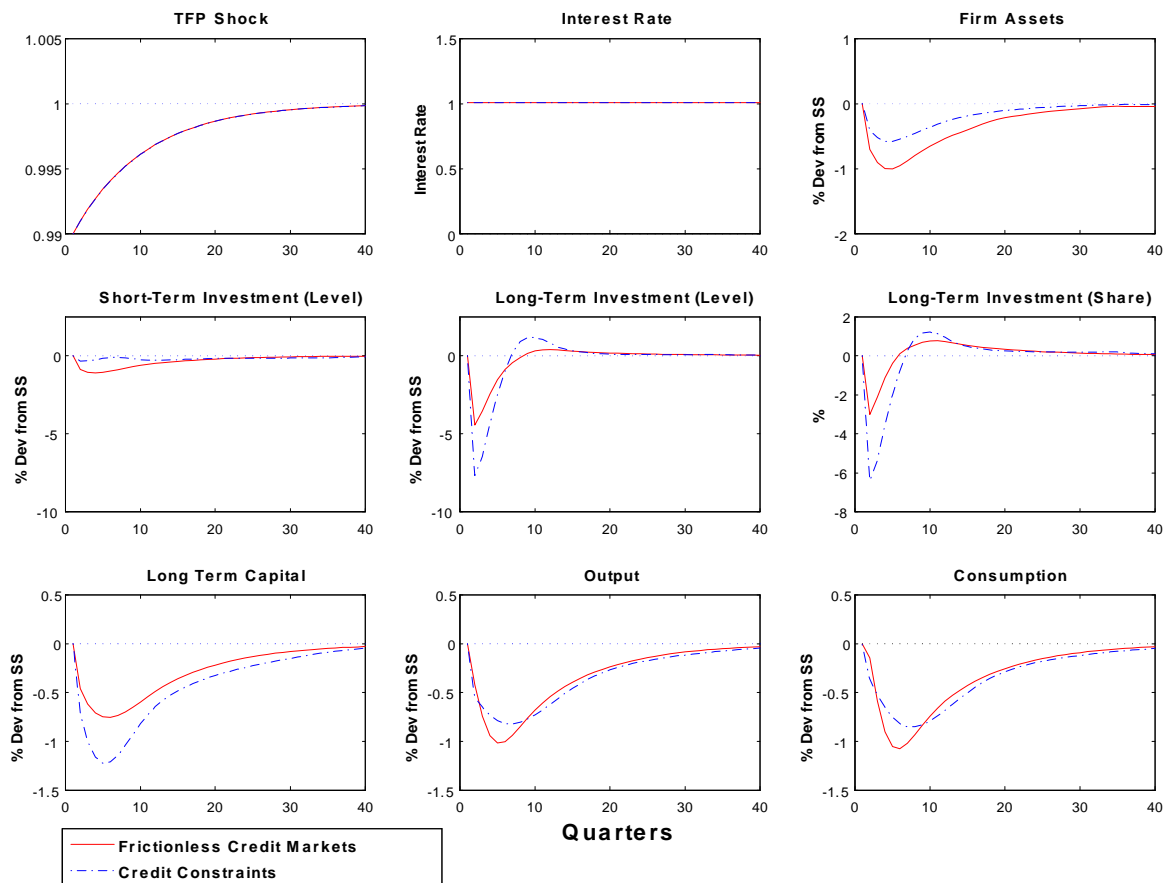 TFP Shock
1.005
1
0.995
0.99
0 10 20 30 40
Interest Rate
Interest Rate
1.5
1
0.5
0
0 10 20 30 40
Firm Assets
% Dev from SS
1
0
-1
-2
0 10 20 30 40
Short-Term Investment (Level)
% Dev from SS
0
-5
-10
0 10 20 30 40
Long-Term Investment (Level)
% Dev from SS
0
-5
-10
0 10 20 30 40
Long-Term Investment (Share)
%
2
0
-2
-4
-6
-8
0 10 20 30 40
Long Term Capital
% Dev from SS
0.5
0
-0.5
-1
-1.5
0 10 20 30 40
Output
% Dev from SS
0.5
0
-0.5
-1
-1.5
0 10 20 30 40
Consumption
% Dev from SS
0.5
0
-0.5
-1
-1.5
0 10 20 30 40
Quarters
Frictionless Credit Markets
Credit Constraints